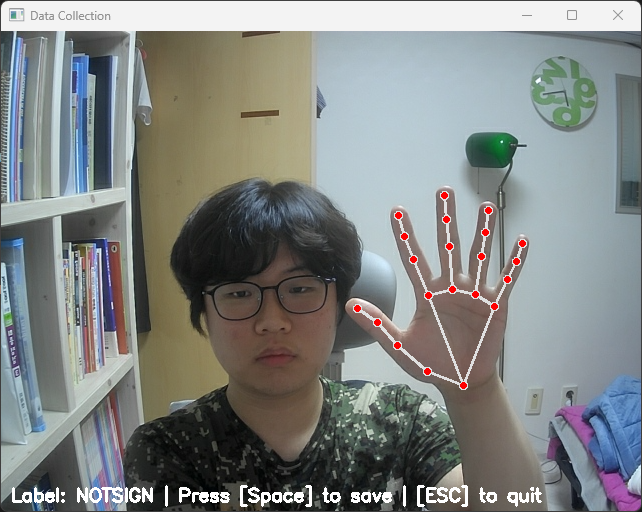 Data Collection
Label: NOTSIGN | Press [Space] to save | [ESC] to quit